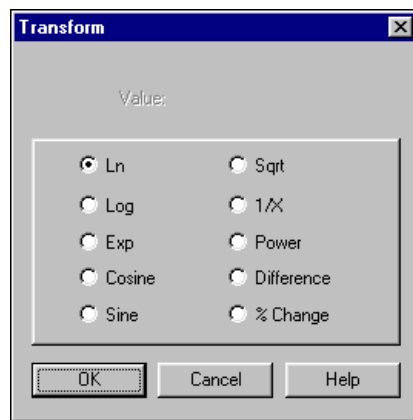 Transform
Value:
Ln
Sqrt
Log
1/X
Exp
Power
Cosine
Difference
Sine
% Change
OK
Cancel
Help